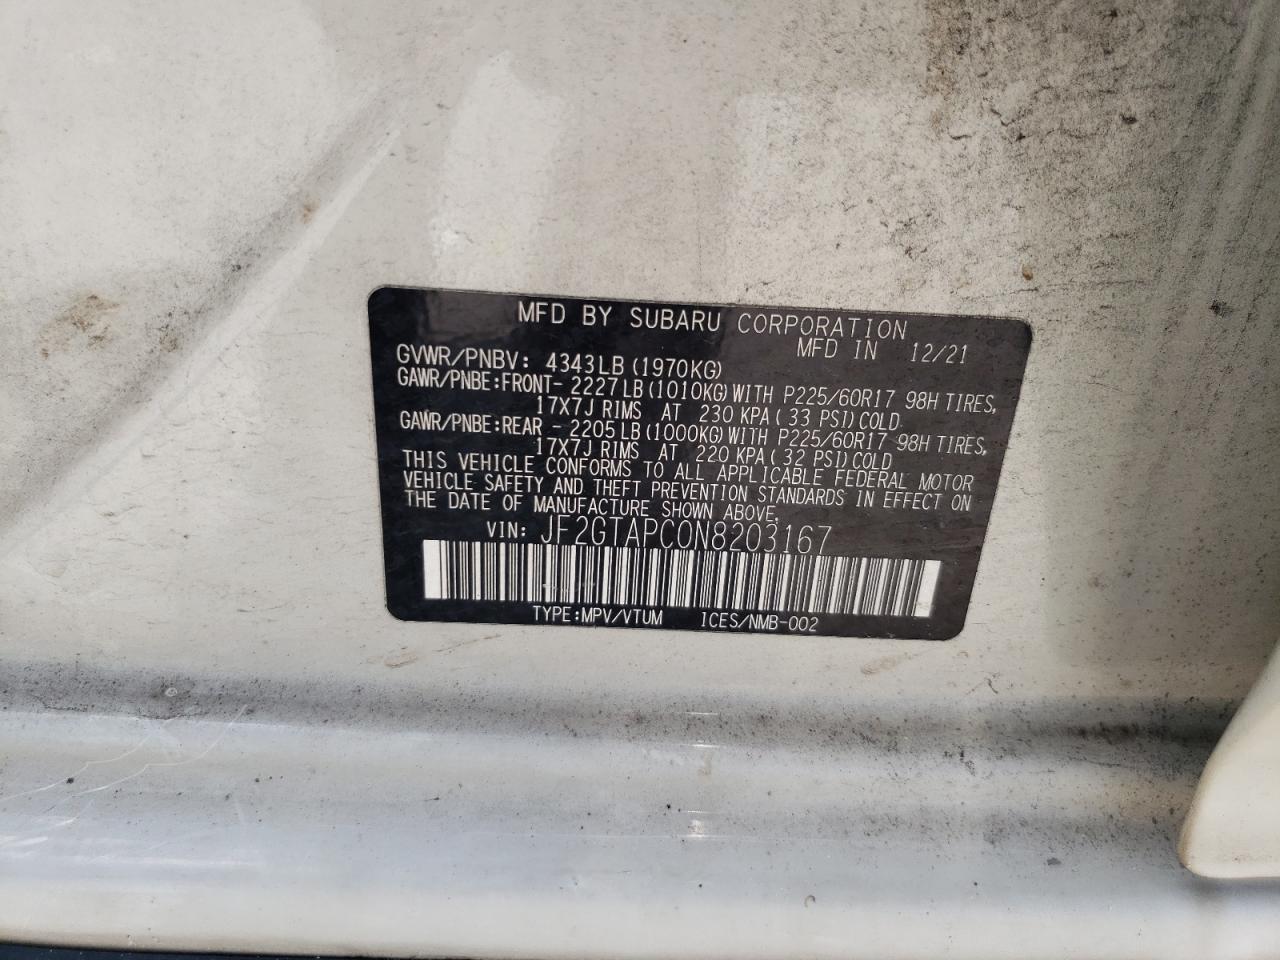 MFD BY SUBARU CORPORATION
MFD IN 12/21
GVWR/PNBV: 4343LB (1970KG)
GAWR/PNBE:FRONT- 2227LB (1010KG) WITH P225/60R17 98H TIRES,
17X7J RIMS AT 230 KPA ( 33 PSI) COLD
GAWR/PNBE:REAR - 2205LB (1000KG) WITH P225/60R17 98H TIRES,
17X7J RIMS AT 220 KPA ( 32 PSI) COLD
THIS VEHICLE CONFORMS TO ALL APPLICABLE FEDERAL MOTOR
VEHICLE SAFETY AND THEFT PREVENTION STANDARDS IN EFFECT ON
THE DATE OF MANUFACTURE SHOWN ABOVE.
VIN: JF2GTAPC0N8203167
TYPE:MPV/VTUM ICES/NMB-002